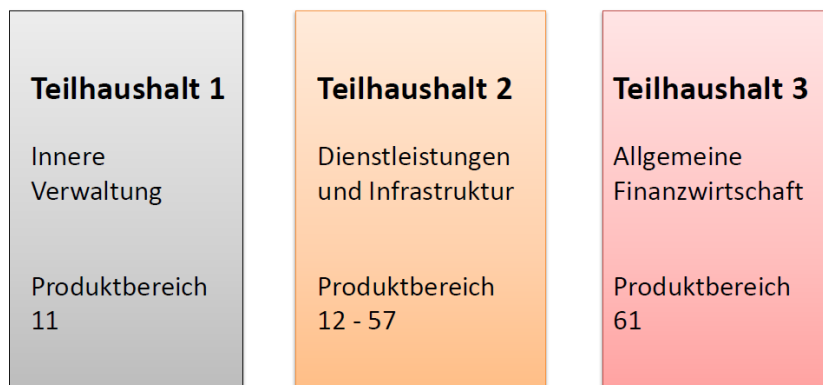 Teilhaushalt 1
Innere
Verwaltung
Produktbereich
11
Teilhaushalt 2
Dienstleistungen
und Infrastruktur
Produktbereich
12 - 57
Teilhaushalt 3
Allgemeine
Finanzwirtschaft
Produktbereich
61